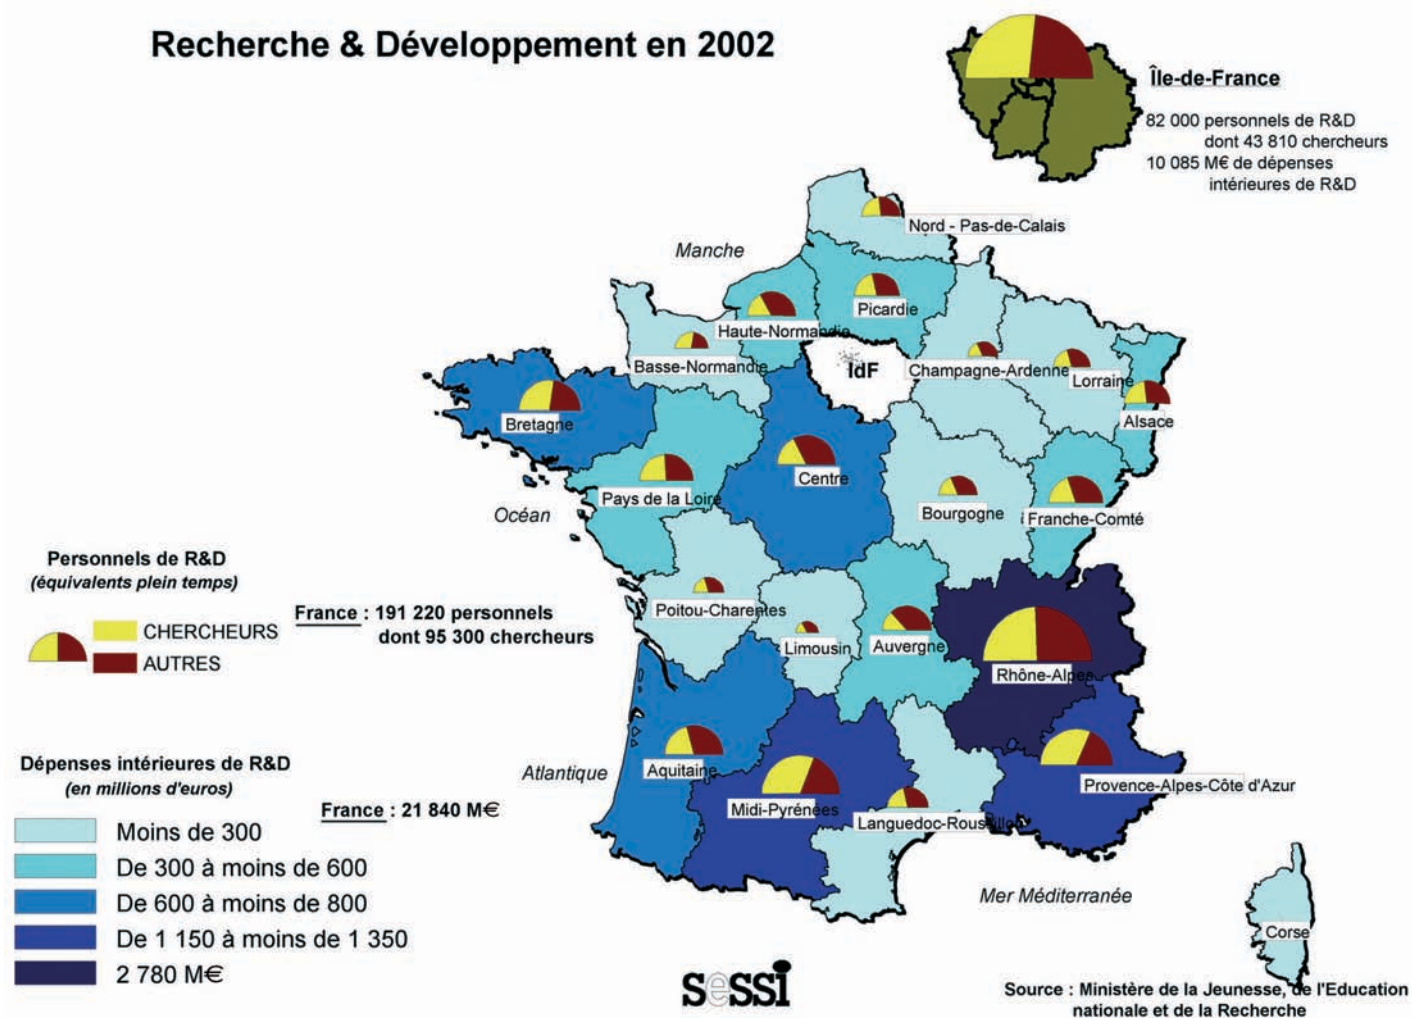 Recherche & Développement en 2002
Île-de-France
82 000 personnels de R&D
dont 43 810 chercheurs
10 085 M€ de dépenses
intérieures de R&D
Nord - Pas-de-Calais
Manche
Picardie
Haute-Normandie
Basse-Normandie
IdF
Champagne-Ardenne
Lorraine
Alsace
Bretagne
Centre
Pays de la Loire
Bourgogne
Franche-Comté
Océan
Personnels de R&D
(équivalents plein temps)
CHERCHEURS
AUTRES
France : 191 220 personnels
dont 95 300 chercheurs
Poitou-Charentes
Limousin
Auvergne
Rhône-Alpes
Aquitaine
Atlantique
Midi-Pyrénées
Provence-Alpes-Côte d'Azur
Languedoc-Roussillon
Dépenses intérieures de R&D
(en millions d'euros)
France : 21 840 M€
Moins de 300
De 300 à moins de 600
De 600 à moins de 800
De 1 150 à moins de 1 350
2 780 M€
Mer Méditerranée
Corse
sessi
Source : Ministère de la Jeunesse, de l'Education
nationale et de la Recherche